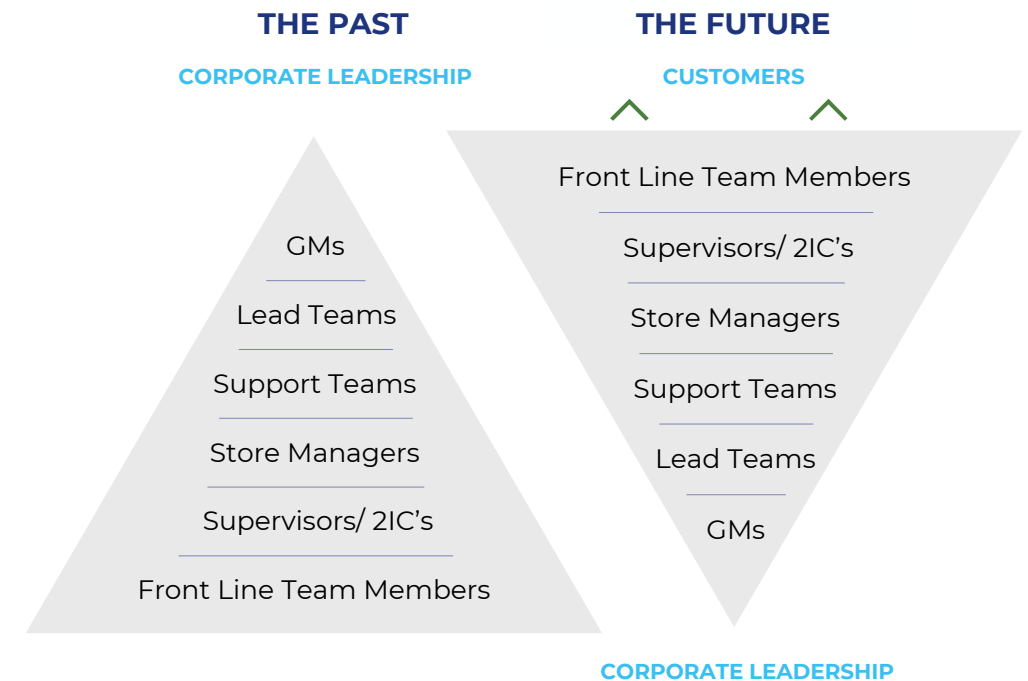 THE PAST
CORPORATE LEADERSHIP
GMs
Lead Teams
Support Teams
Store Managers
Supervisors/ 2IC’s
Front Line Team Members
THE FUTURE
CUSTOMERS
Front Line Team Members
Supervisors/ 2IC’s
Store Managers
Support Teams
Lead Teams
GMs
CORPORATE LEADERSHIP